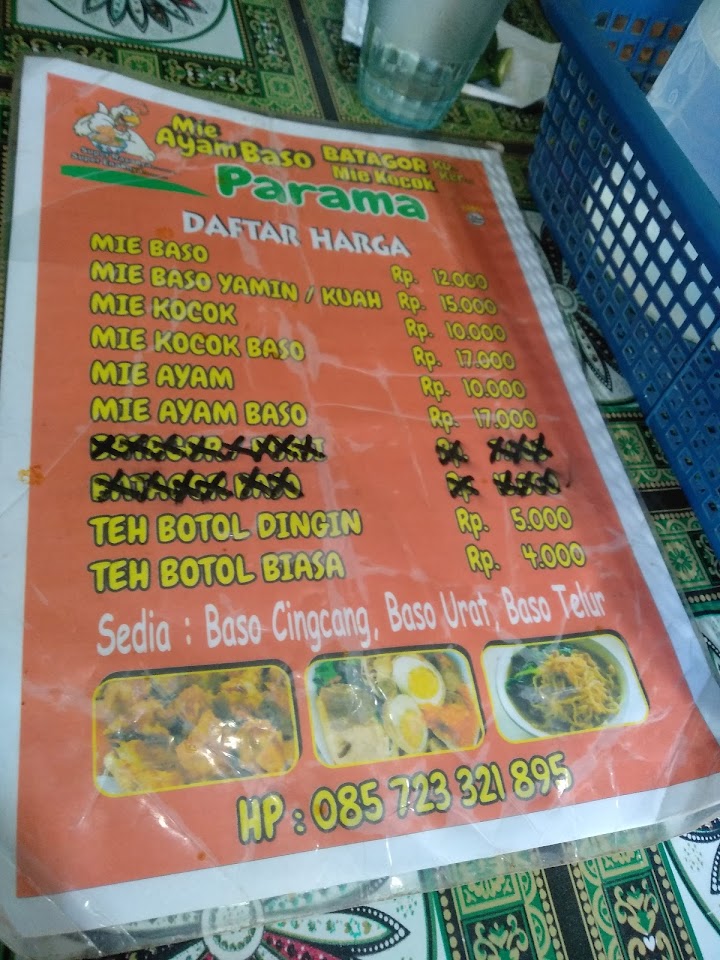 Mie Ayam Baso BATAGOR
Mie Kocok
Parama
DAFTAR HARGA
MIE BASO Rp. 12.000
MIE BASO YAMIN / KUAH Rp. 15.000
MIE KOCOK Rp. 10.000
MIE KOCOK BASO Rp. 17.000
MIE AYAM Rp. 10.000
MIE AYAM BASO Rp. 17.000
TEH BOTOL DINGIN Rp. 5.000
TEH BOTOL BIASA Rp. 4.000
Sedia : Baso Cingcang, Baso Urat, Baso Telur
HP : 085 723 321 895